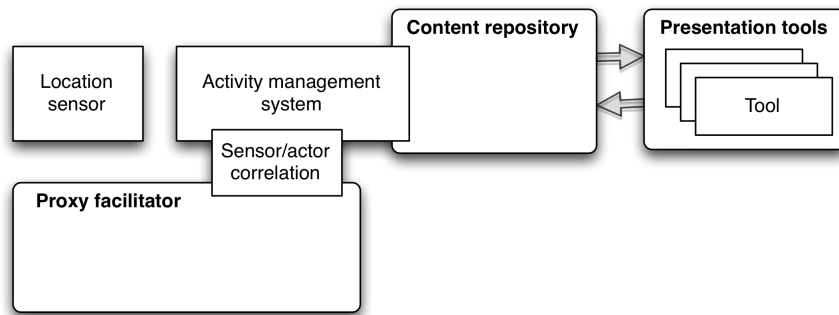 Content repository
Presentation tools
Location
sensor
Activity management
system
Tool
Sensor/actor
correlation
Proxy facilitator